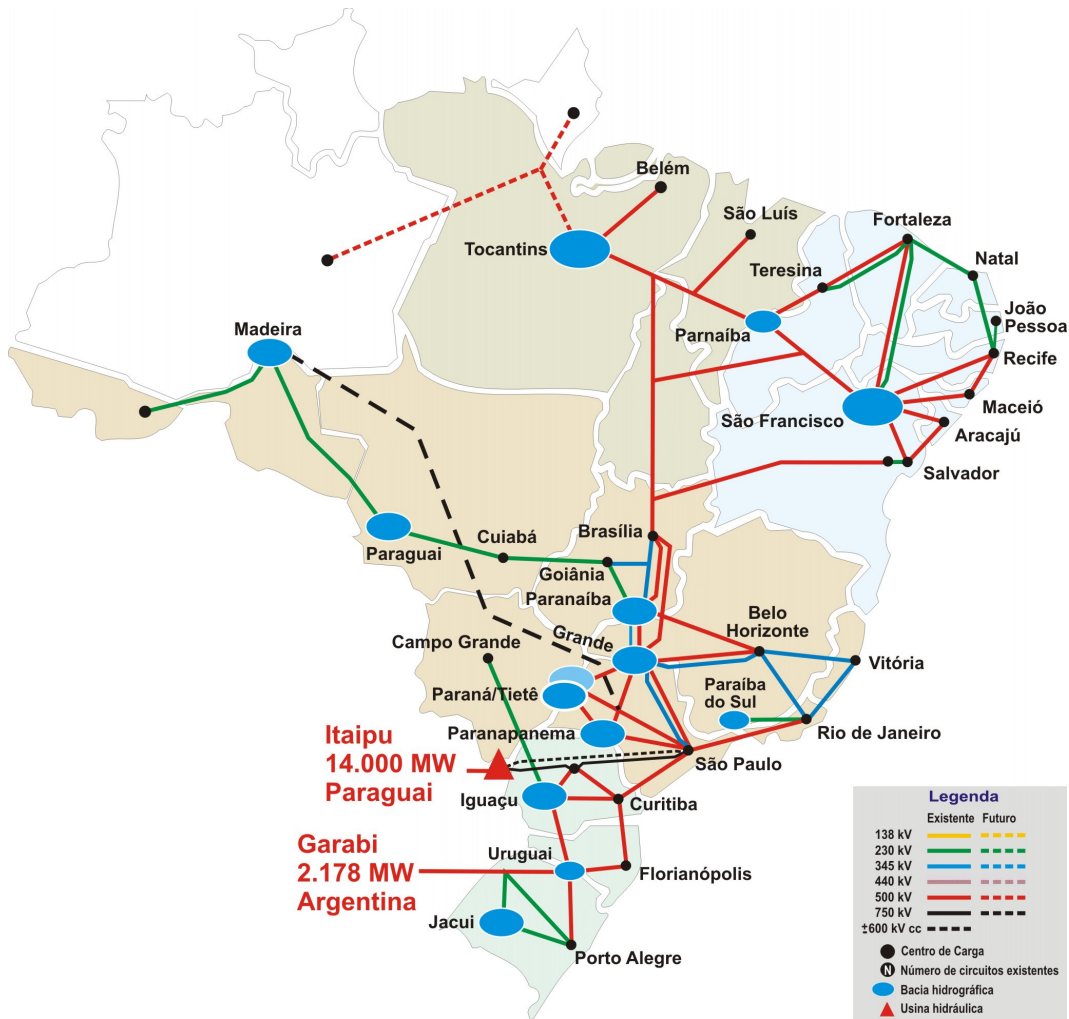 Belém
São Luís
Fortaleza
Tocantins
Teresina
Natal
João
Pessoa
Madeira
Parnaíba
Recife
São Francisco
Maceió
Aracajú
Salvador
Brasília
Cuiabá
Paraguai
Goiânia
Paranaíba
Belo
Horizonte
Grande
Campo Grande
Vitória
Paraná/Tietê
Paraíba
do Sul
Itaipu
14.000 MW
Paraguai
Paranapanema
Rio de Janeiro
São Paulo
Iguaçu
Curitiba
Garabi
2.178 MW
Argentina
Uruguai
Florianópolis
Jacui
Porto Alegre
Legenda
Existente Futuro
138 kV
230 kV
345 kV
440 kV
500 kV
750 kV
±600 kV cc
Centro de Carga
N Número de circuitos existentes
Bacia hidrográfica
Usina hidráulica